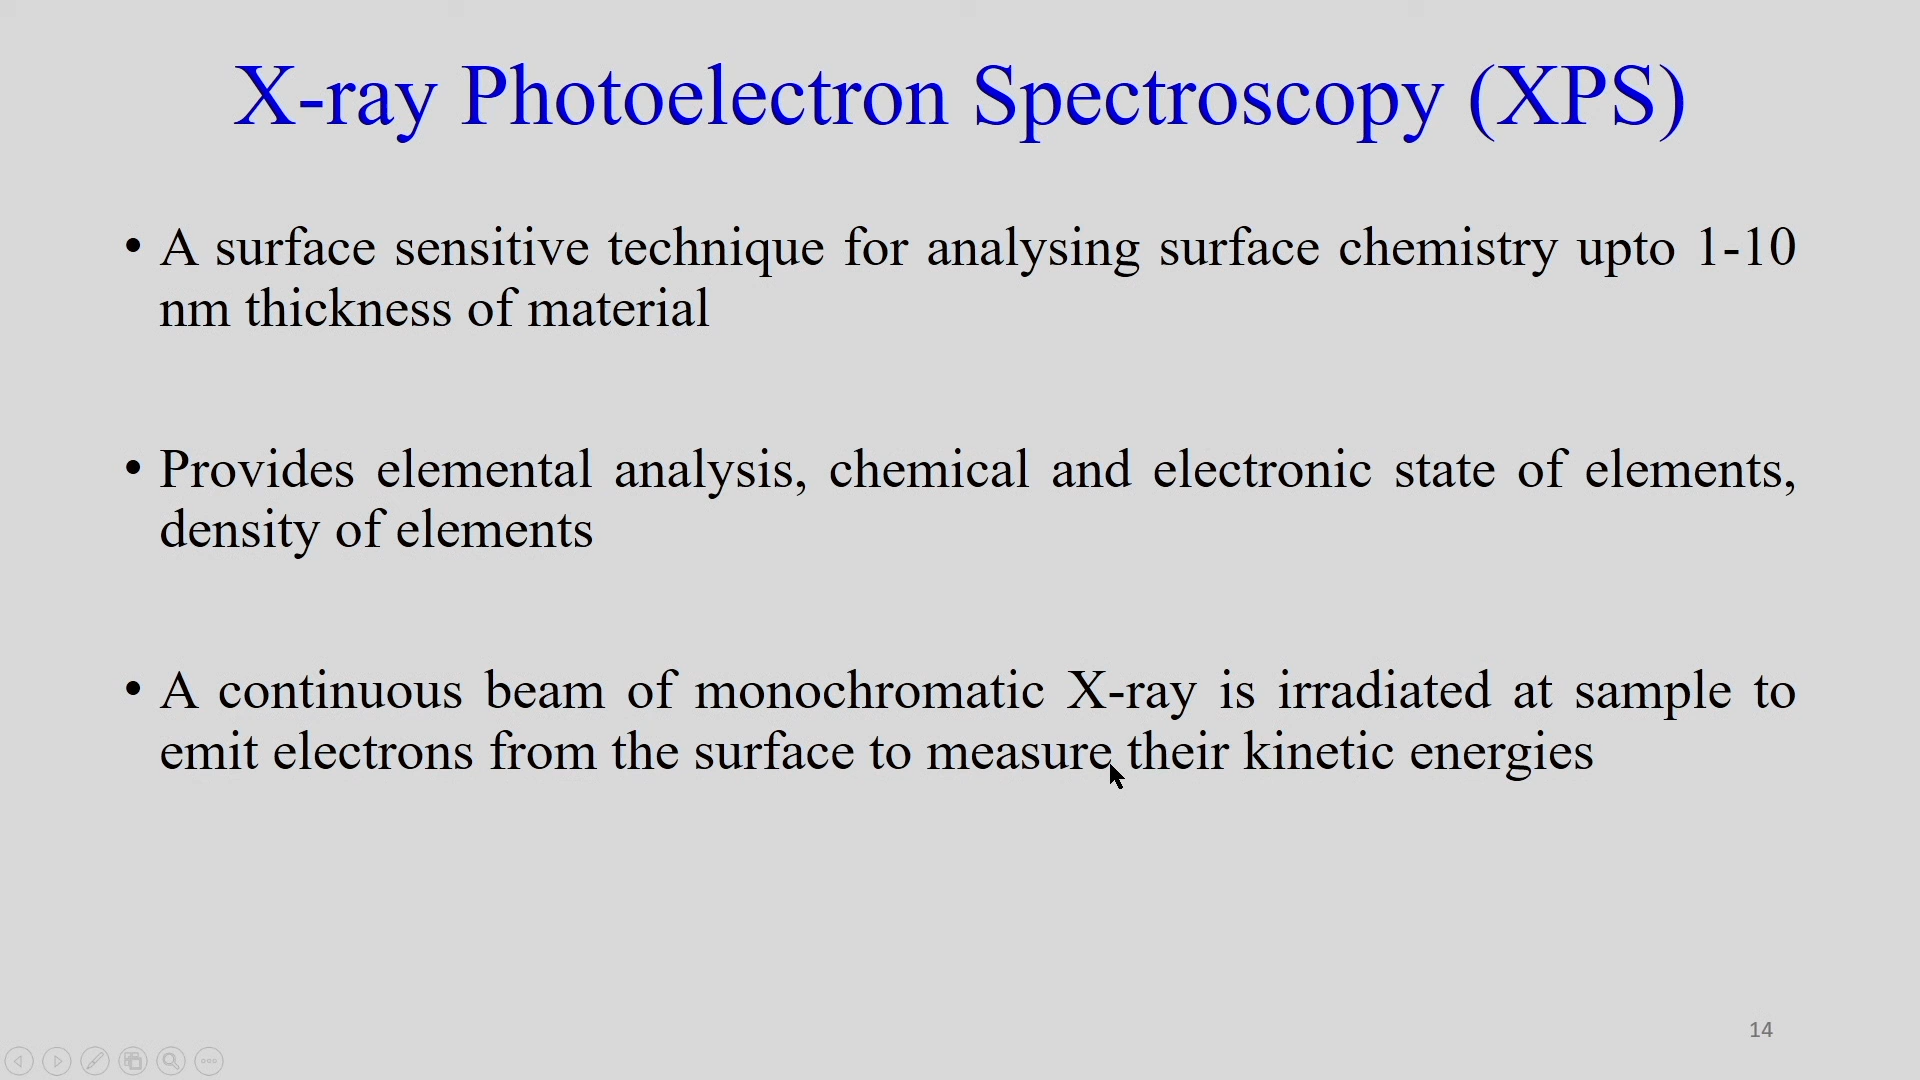 X-ray Photoelectron Spectroscopy (XPS)
• A surface sensitive technique for analysing surface chemistry upto 1-10
nm thickness of material
• Provides elemental analysis, chemical and electronic state of elements,
density of elements
• A continuous beam of monochromatic X-ray is irradiated at sample to
emit electrons from the surface to measure their kinetic energies
14